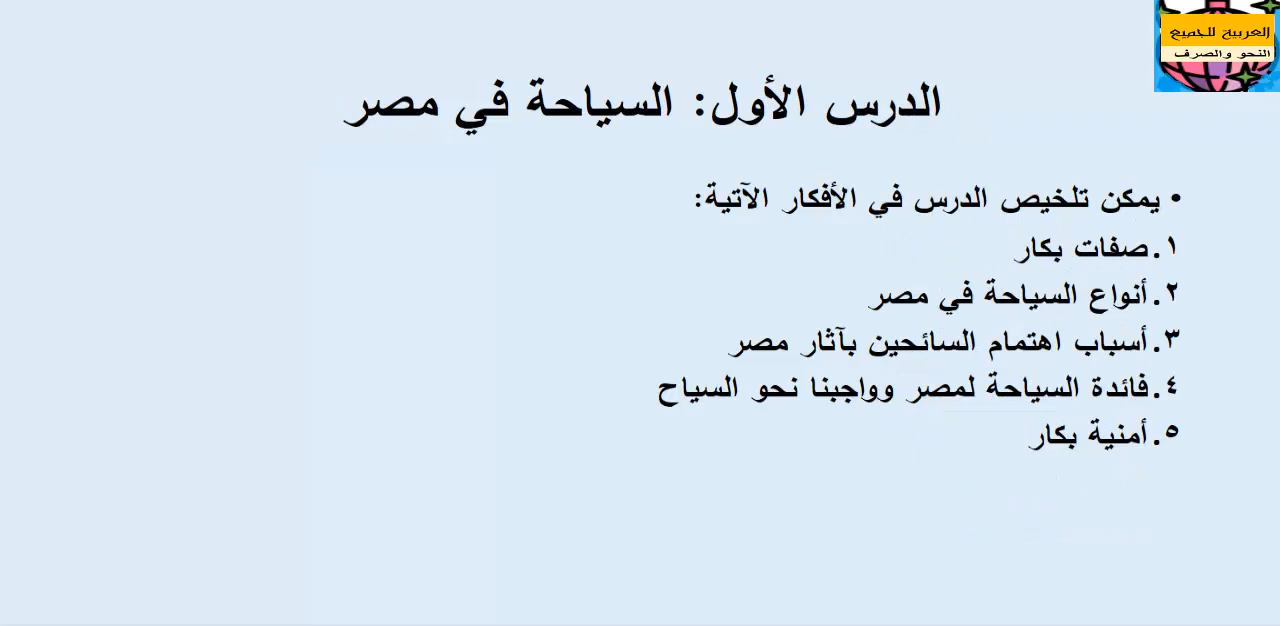 العربية للجميع
النحو والصرف
الدرس الأول: السياحة في مصر
• يمكن تلخيص الدرس في الأفكار الآتية:
١. صفات بكار
٢. أنواع السياحة في مصر
٣. أسباب اهتمام السائحين بآثار مصر
٤. فائدة السياحة لمصر وواجبنا نحو السياح
٥. أمنية بكار